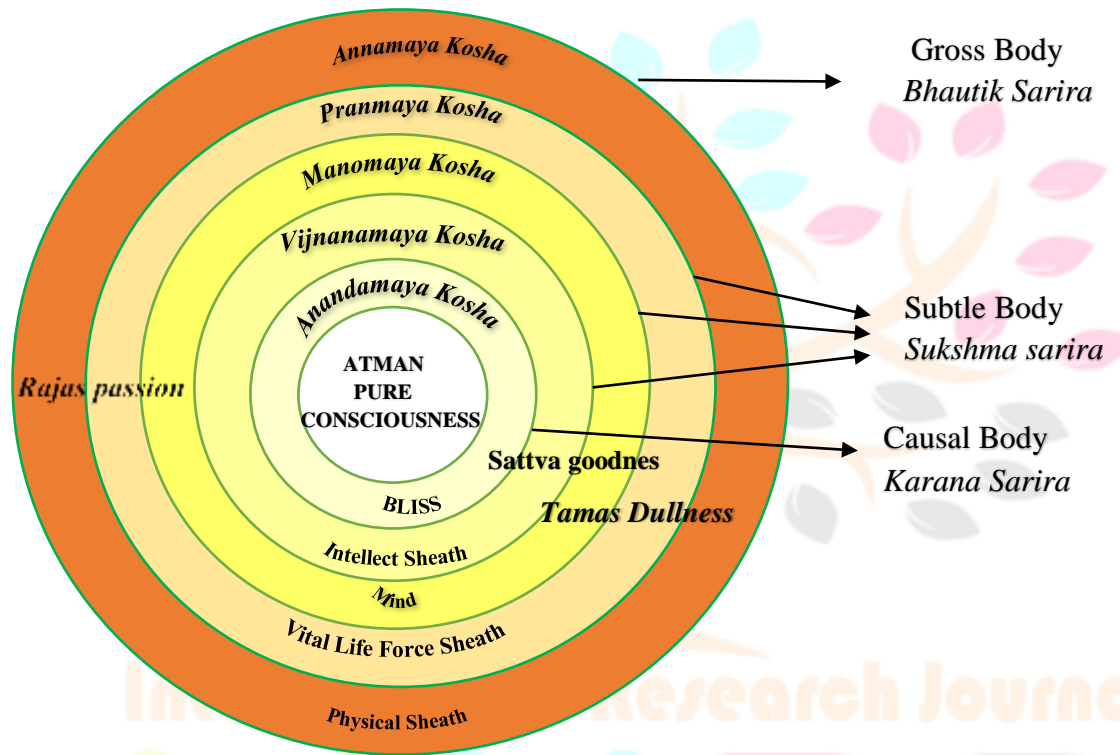 Annamaya Kosha
Pranmaya Kosha
Manomaya Kosha
Vijnanamaya Kosha
Anandamaya Kosha
ATMAN
PURE
CONSCIOUSNESS
Rajas passion
Sattva goodnes
BLISS
Tamas Dullness
Intellect Sheath
Mind
Vital Life Force Sheath
Physical Sheath
Gross Body
Bhautik Sarira
Subtle Body
Sukshma sarira
Causal Body
Karana Sarira
Research Journa